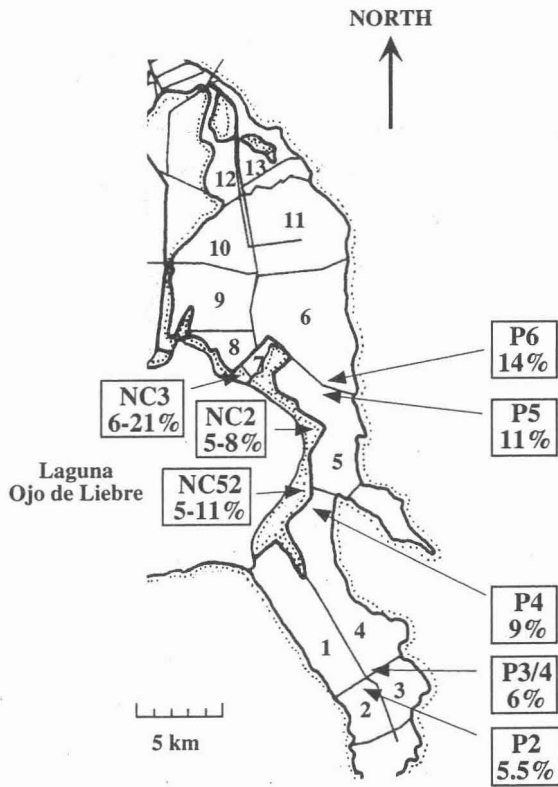 NORTH
13
12
11
10
9
6
8
7
P6
14%
NC3
6-21%
NC2
5-8%
P5
11%
5
Laguna
Ojo de Liebre
NC52
5-11%
P4
9%
4
1
P3/4
6%
3
2
5 km
P2
5.5%